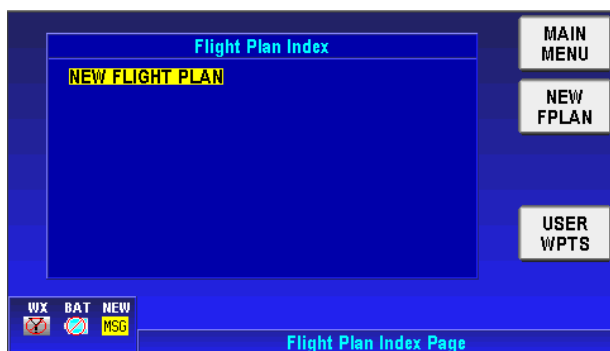 Flight Plan Index
NEW FLIGHT PLAN
MAIN
MENU
NEW
FPLAN
USER
WPTS
WX BAT NEW
MSG
Flight Plan Index Page